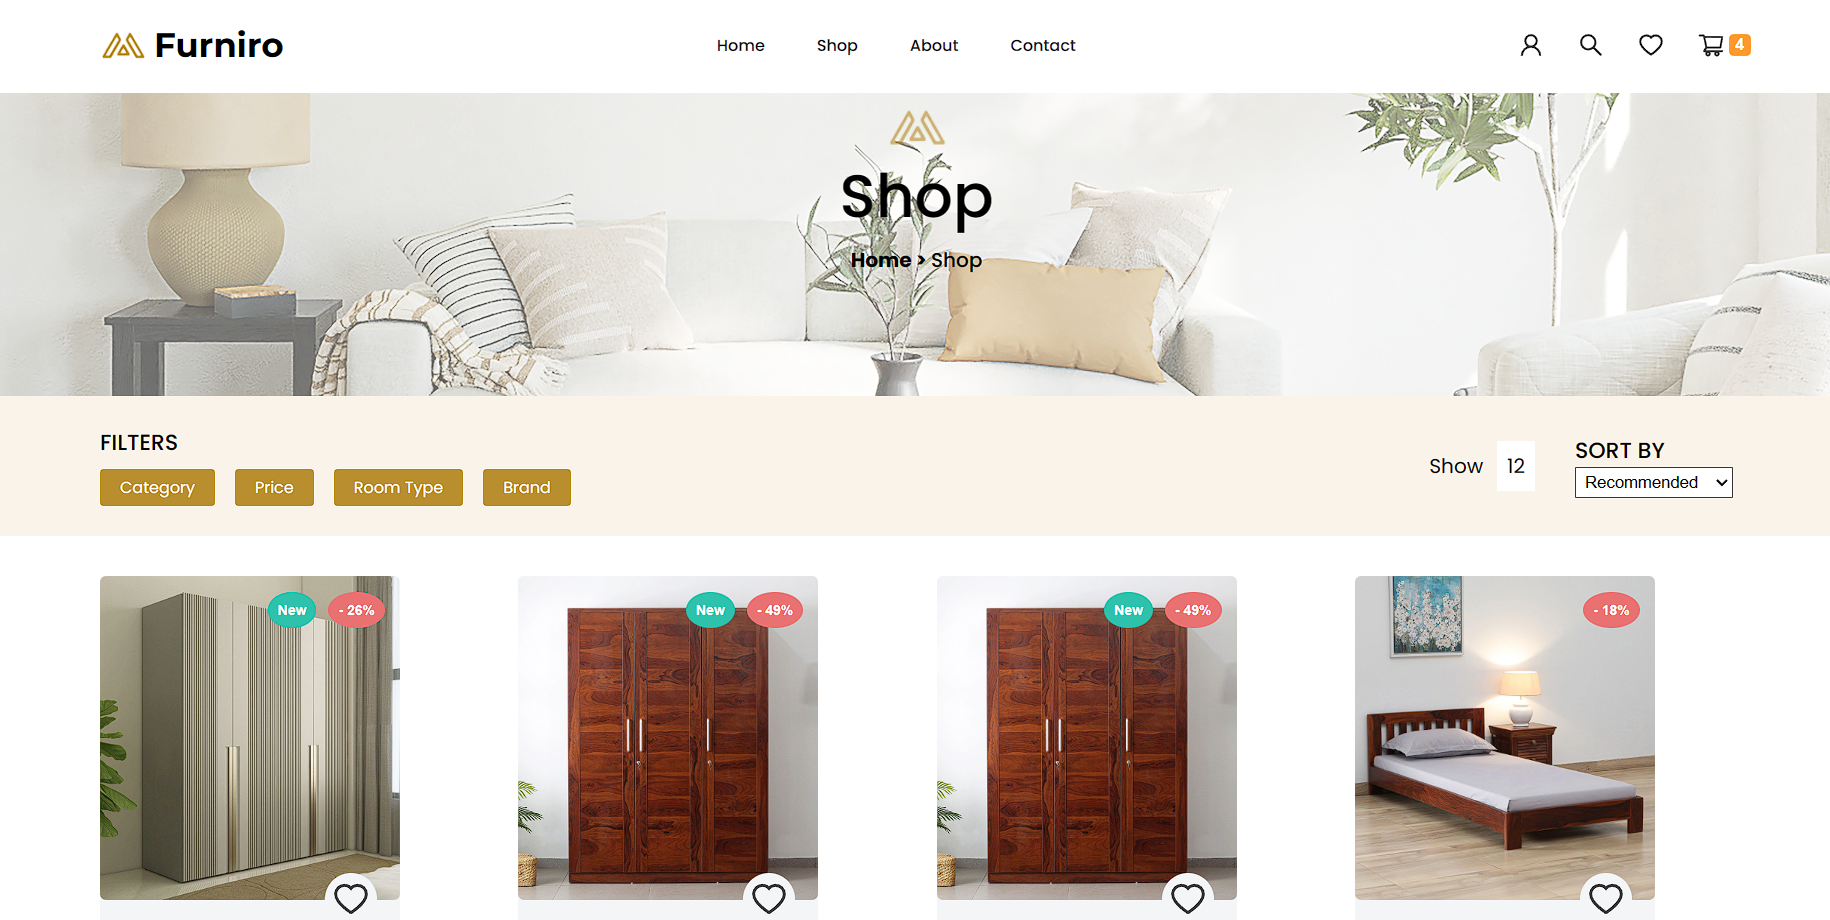 Furniro
Home Shop About Contact
4
Shop
Home > Shop
FILTERS
Category Price Room Type Brand
Show 12
SORT BY
Recommended
New - 26%
New - 49%
New - 49%
- 18%